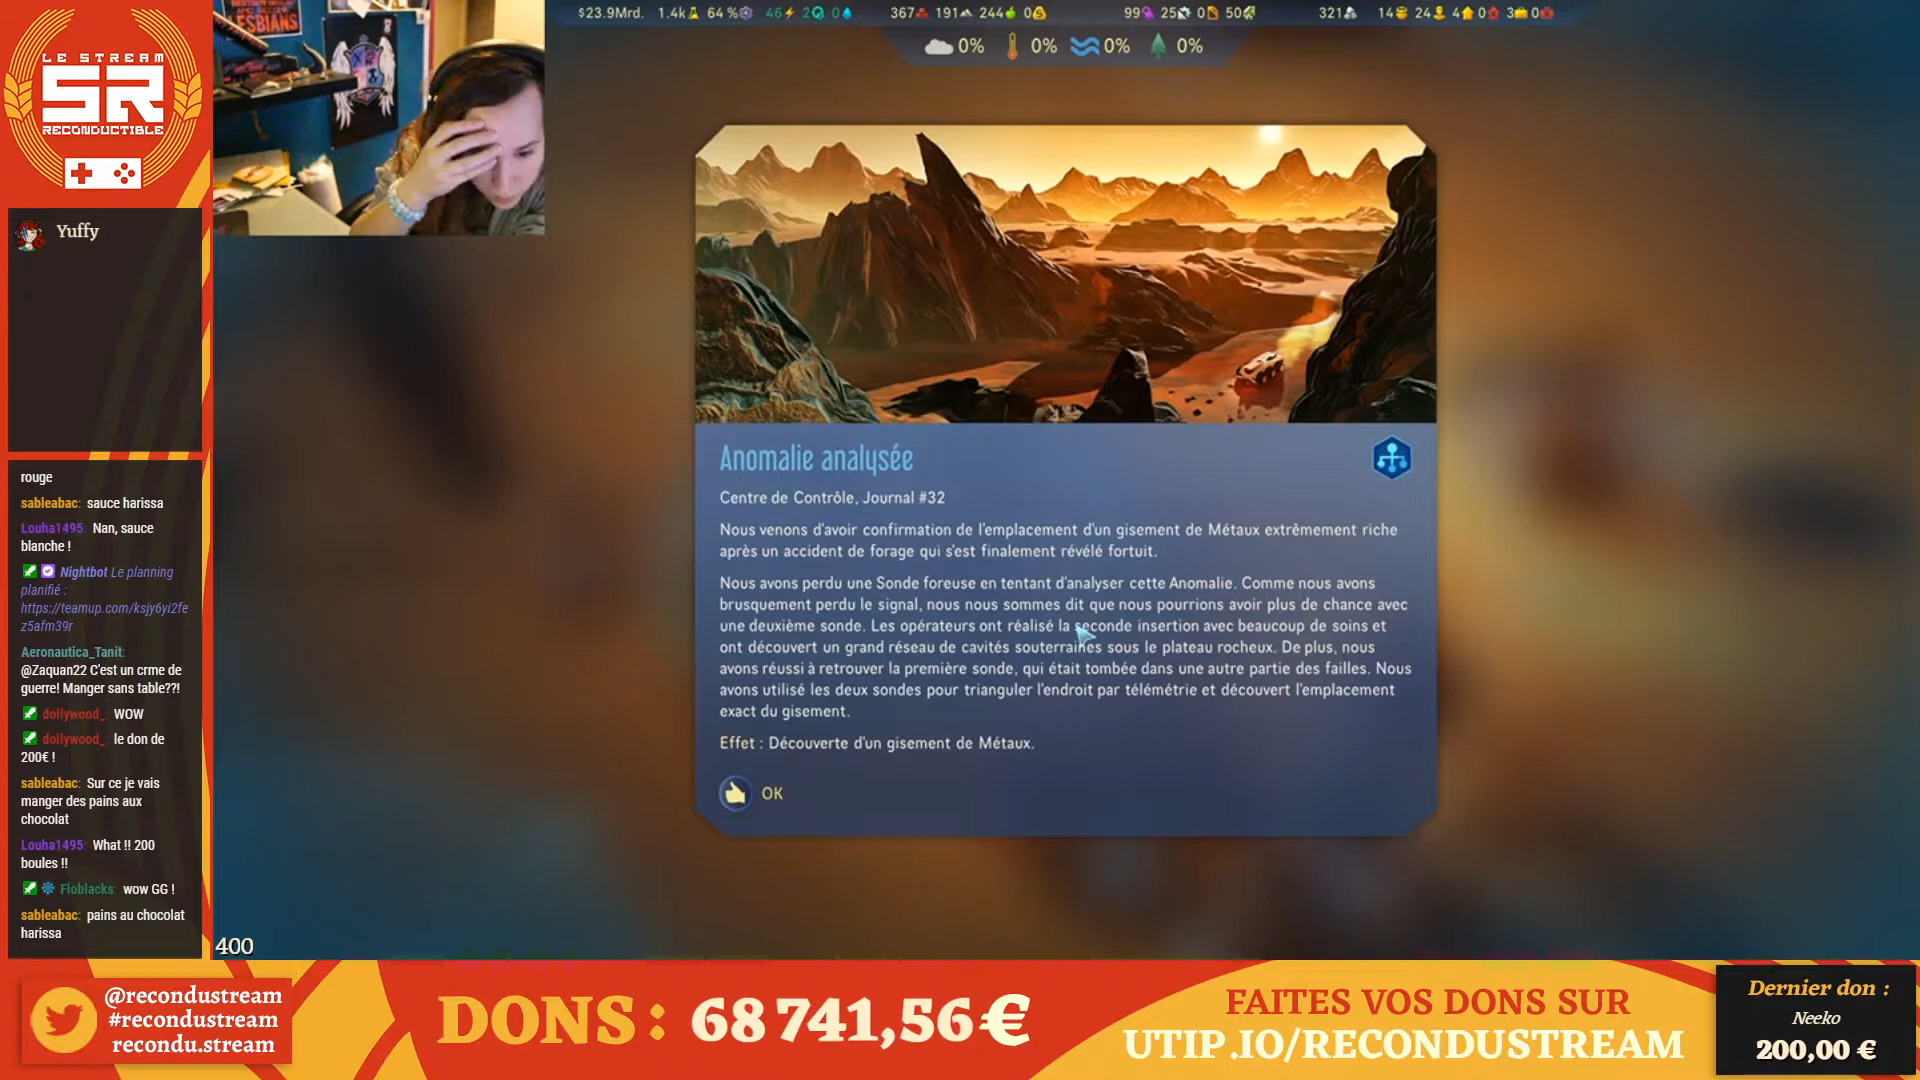 LE STREAM
SR
RECONDUCTIBLE
LESBIANS
$23.9Mrd. 1.4k 64 % 46 2 0 367 191 244 0 99 25 0 50 321 14 24 4 0 3 0
0% 0% 0% 0%
Yuffy
rouge
sableabac: sauce harissa
Louha1495: Nan, sauce
blanche !
Nightbot Le planning
planifié :
https://teamup.com/ksjy6yi2fe
z5afm39r
Aeronautica_Tanit:
@Zaquan22 C'est un crme de
guerre! Manger sans table??!
dollywood_: WOW
dollywood_: le don de
200€ !
sableabac: Sur ce je vais
manger des pains aux
chocolat
Louha1495: What !! 200
boules !!
Floblacks: wow GG !
sableabac: pains au chocolat
harissa
Anomalie analysée
Centre de Contrôle, Journal #32
Nous venons d'avoir confirmation de l'emplacement d'un gisement de Métaux extrêmement riche
après un accident de forage qui s'est finalement révélé fortuit.
Nous avons perdu une Sonde foreuse en tentant d'analyser cette Anomalie. Comme nous avons
brusquement perdu le signal, nous nous sommes dit que nous pourrions avoir plus de chance avec
une deuxième sonde. Les opérateurs ont réalisé la seconde insertion avec beaucoup de soins et
ont découvert un grand réseau de cavités souterraines sous le plateau rocheux. De plus, nous
avons réussi à retrouver la première sonde, qui était tombée dans une autre partie des failles. Nous
avons utilisé les deux sondes pour trianguler l'endroit par télémétrie et découvert l'emplacement
exact du gisement.
Effet : Découverte d'un gisement de Métaux.
OK
400
@recondustream
#recondustream
recondu.stream
DONS : 68 741,56 €
FAITES VOS DONS SUR
UTIP.IO/RECONDUSTREAM
Dernier don :
Neeko
200,00 €